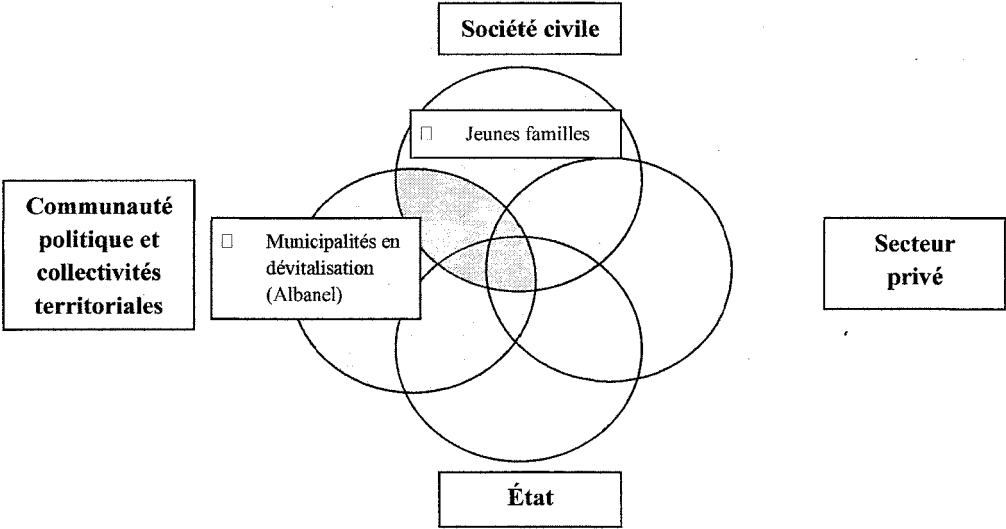 Société civile
☐ Jeunes familles
Communauté
politique et
collectivités
territoriales
☐ Municipalités en
dévitalisation
(Albanel)
Secteur
privé
État